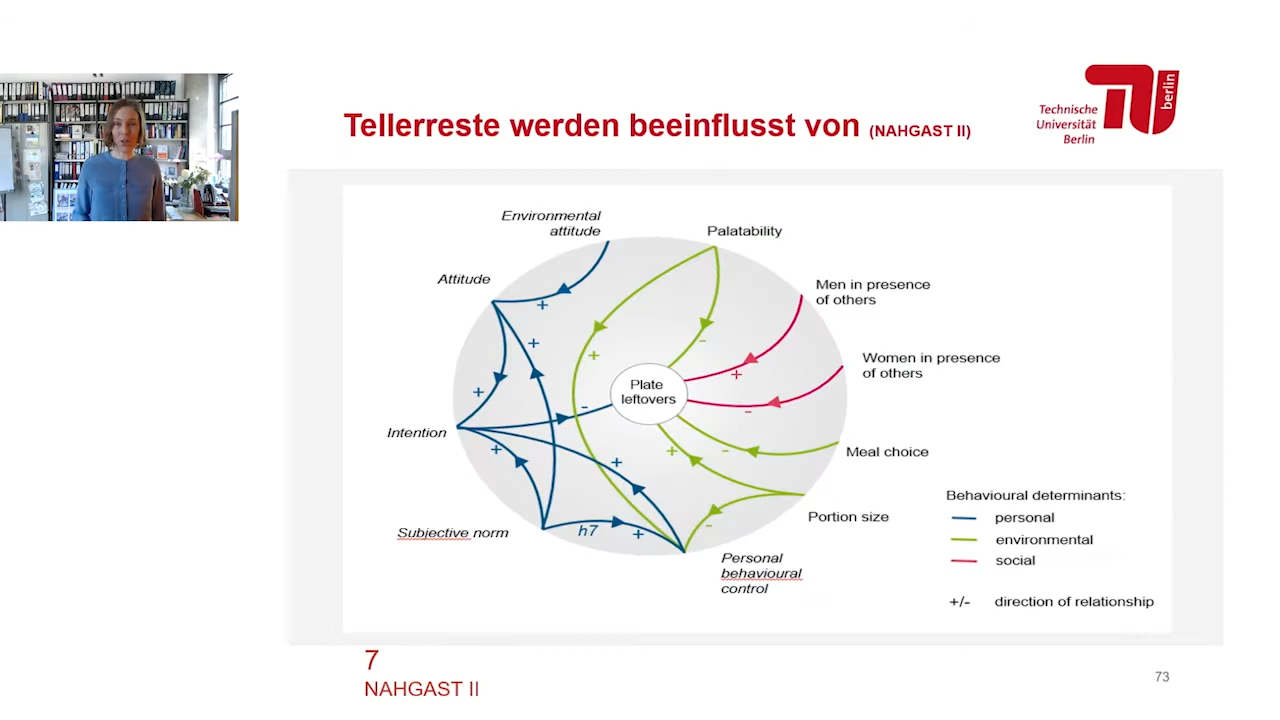 Tellerreste werden beeinflusst von (NAHGAST II)
Technische
Universität
Berlin
berlin
Environmental
attitude
Palatability
Attitude
Men in presence
of others
Women in presence
of others
Plate
leftovers
Intention
Meal choice
Portion size
Subjective norm
h7
Personal
behavioural
control
+
+
+
+
+
+
+
+
+
+
-
-
-
-
-
Behavioural determinants:
personal
environmental
social
+/- direction of relationship
7
NAHGAST II
73